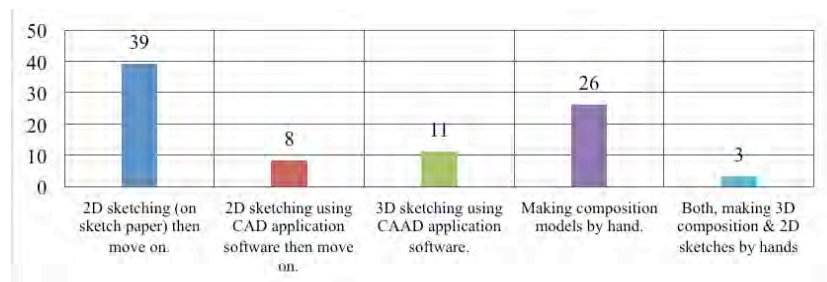 50
40
30
20
10
0
39
8
11
26
3
2D sketching (on
sketch paper) then
move on.
2D sketching using
CAD application
software then move
on.
3D sketching using
CAAD application
software.
Making composition
models by hand.
Both, making 3D
composition & 2D
sketches by hands